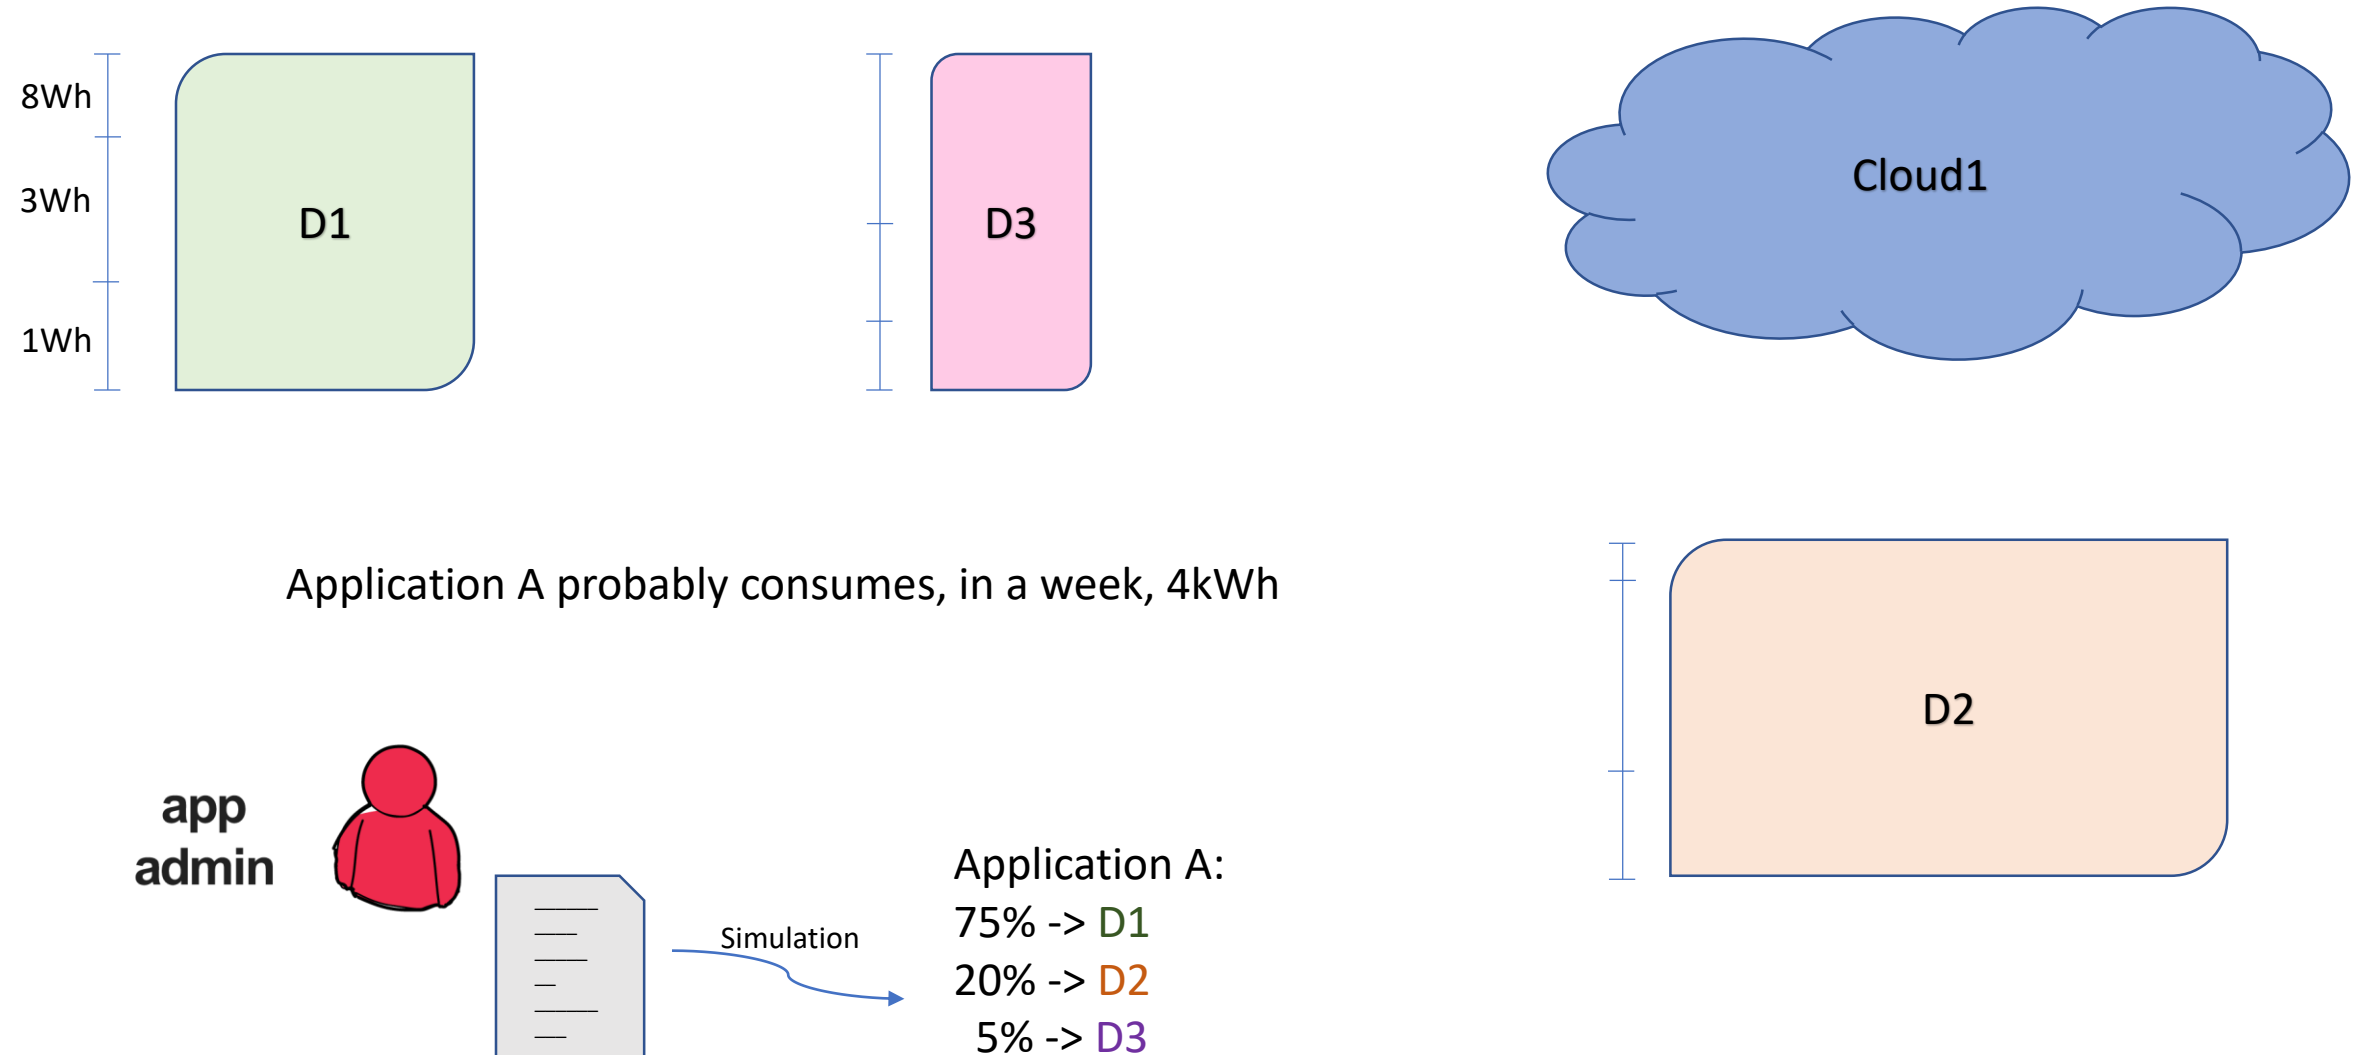 8Wh
3Wh
1Wh
D1
D3
Cloud1
Application A probably consumes, in a week, 4kWh
D2
app
admin
Simulation
Application A:
75% -> D1
20% -> D2
5% -> D3